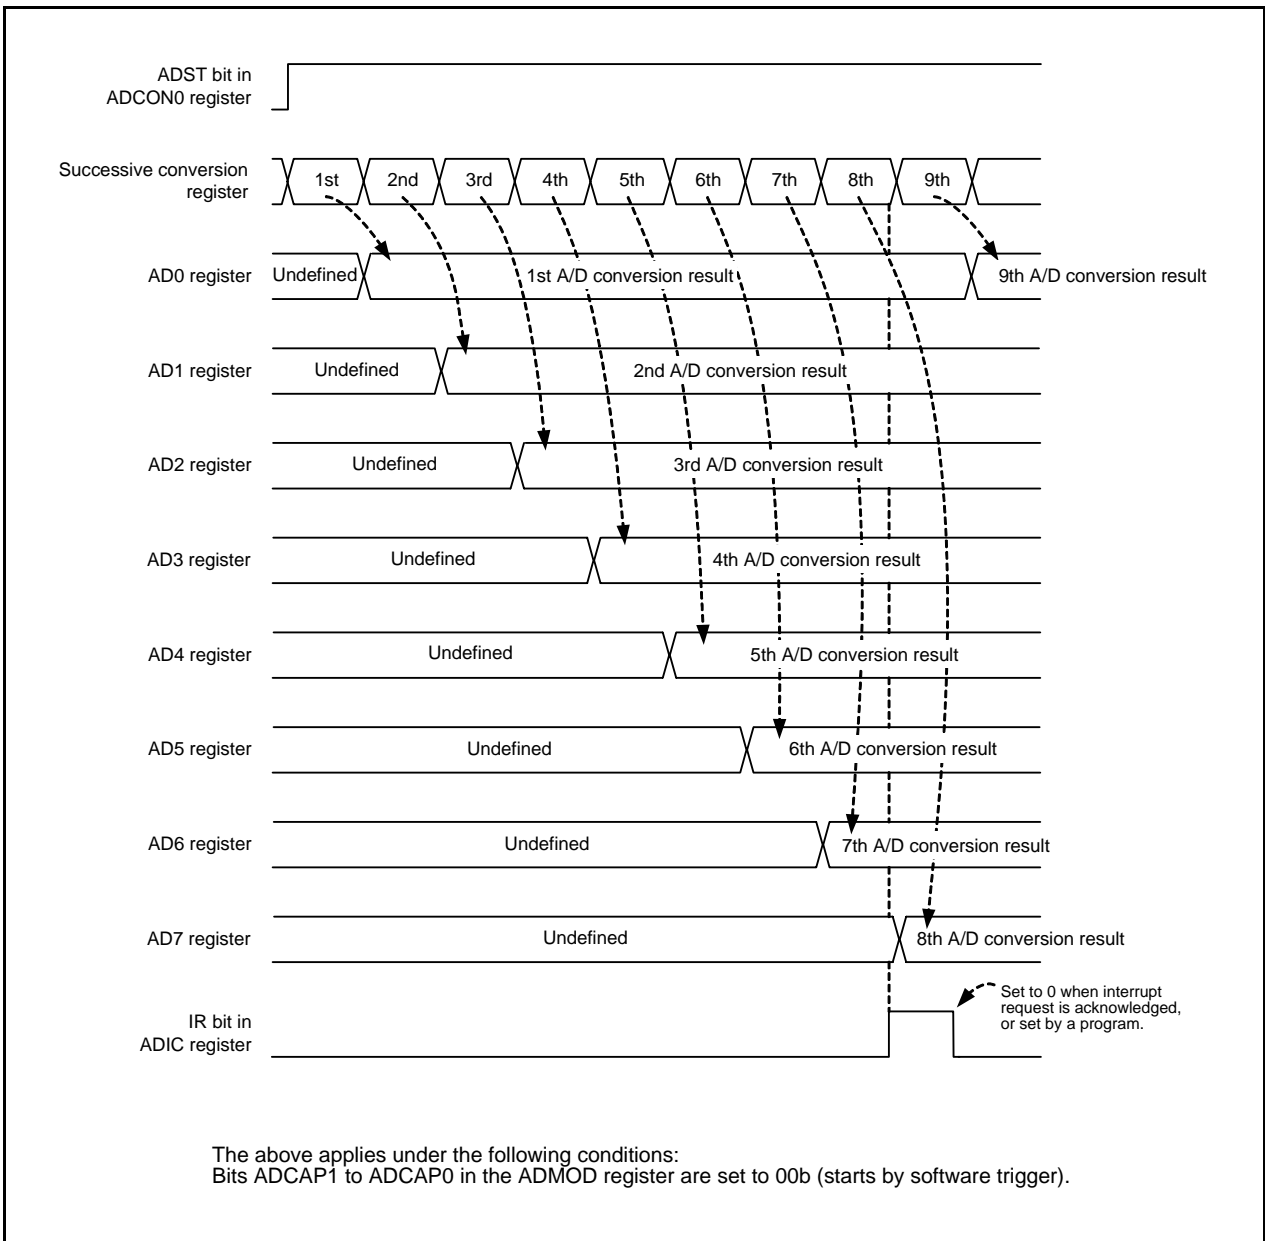 ADST bit in
ADCON0 register
Successive conversion
register
1st 2nd 3rd 4th 5th 6th 7th 8th 9th
AD0 register
Undefined
1st A/D conversion result
9th A/D conversion result
AD1 register
Undefined
2nd A/D conversion result
AD2 register
Undefined
3rd A/D conversion result
AD3 register
Undefined
4th A/D conversion result
AD4 register
Undefined
5th A/D conversion result
AD5 register
Undefined
6th A/D conversion result
AD6 register
Undefined
7th A/D conversion result
AD7 register
Undefined
8th A/D conversion result
IR bit in
ADIC register
Set to 0 when interrupt
request is acknowledged,
or set by a program.
The above applies under the following conditions:
Bits ADCAP1 to ADCAP0 in the ADMOD register are set to 00b (starts by software trigger).